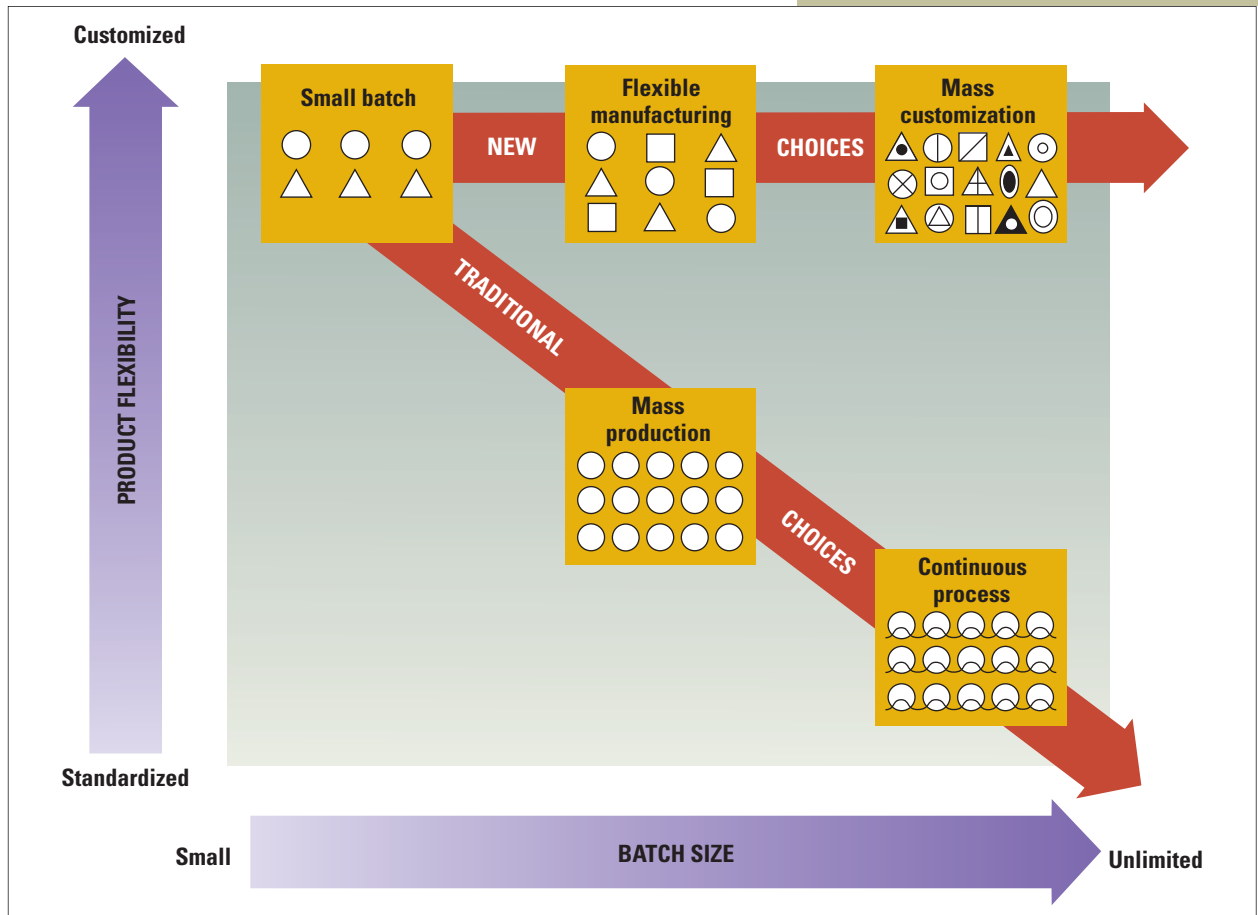 Customized
Small batch
Flexible
manufacturing
Mass
customization
NEW
CHOICES
PRODUCT FLEXIBILITY
TRADITIONAL
Mass
production
CHOICES
Continuous
process
Standardized
Small
BATCH SIZE
Unlimited